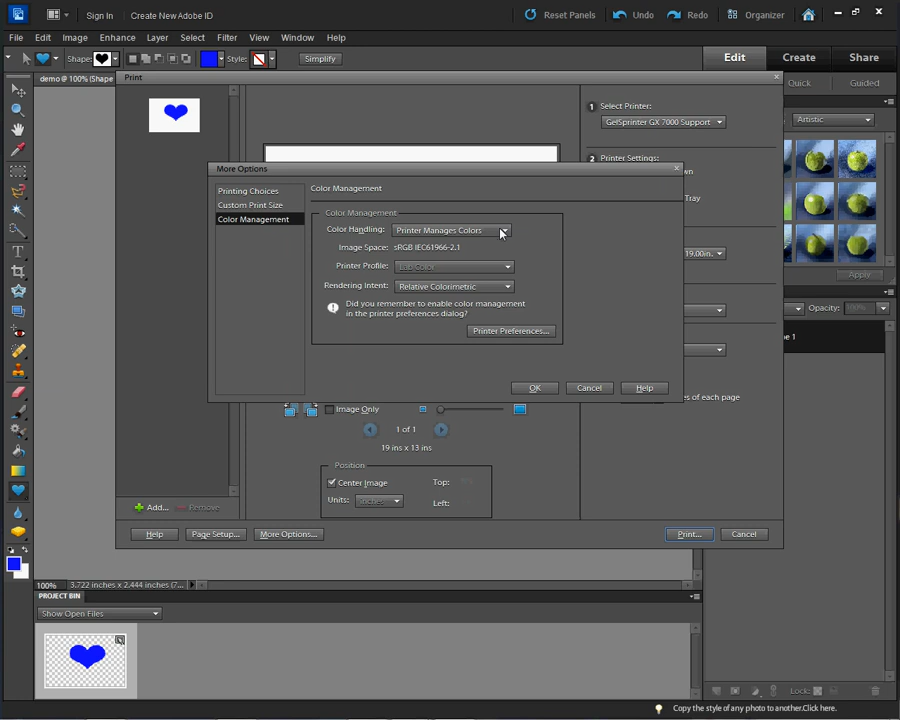 Sign In
Create New Adobe ID
Reset Panels
Undo
Redo
Organizer
File Edit Image Enhance Layer Select Filter View Window Help
Shape:
Style:
Simplify
Edit
Create
Share
demo @ 100% (Shape
Print
Quick
Guided
1 Select Printer:
GelSprinter GX 7000 Support
Artistic
2 Printer Settings:
More Options
Printing Choices
Custom Print Size
Color Management
Color Management
Color Management
Color Handling: Printer Manages Colors
Image Space: sRGB IEC61966-2.1
Printer Profile: Lab Color
Rendering Intent: Relative Colorimetric
Did you remember to enable color management
in the printer preferences dialog?
Printer Preferences...
OK
Cancel
Help
wn
Tray
19.00in..
es of each page
Apply
Opacity: 100%
e 1
Image Only
1 of 1
19 ins x 13 ins
Position
Center Image
Top:
Units: Inches
Left:
Add...
Remove
Help
Page Setup...
More Options...
Print...
Cancel
100%
3.722 inches x 2.444 inches (7...
PROJECT BIN
Show Open Files
Lock:
Copy the style of any photo to another.Click here.